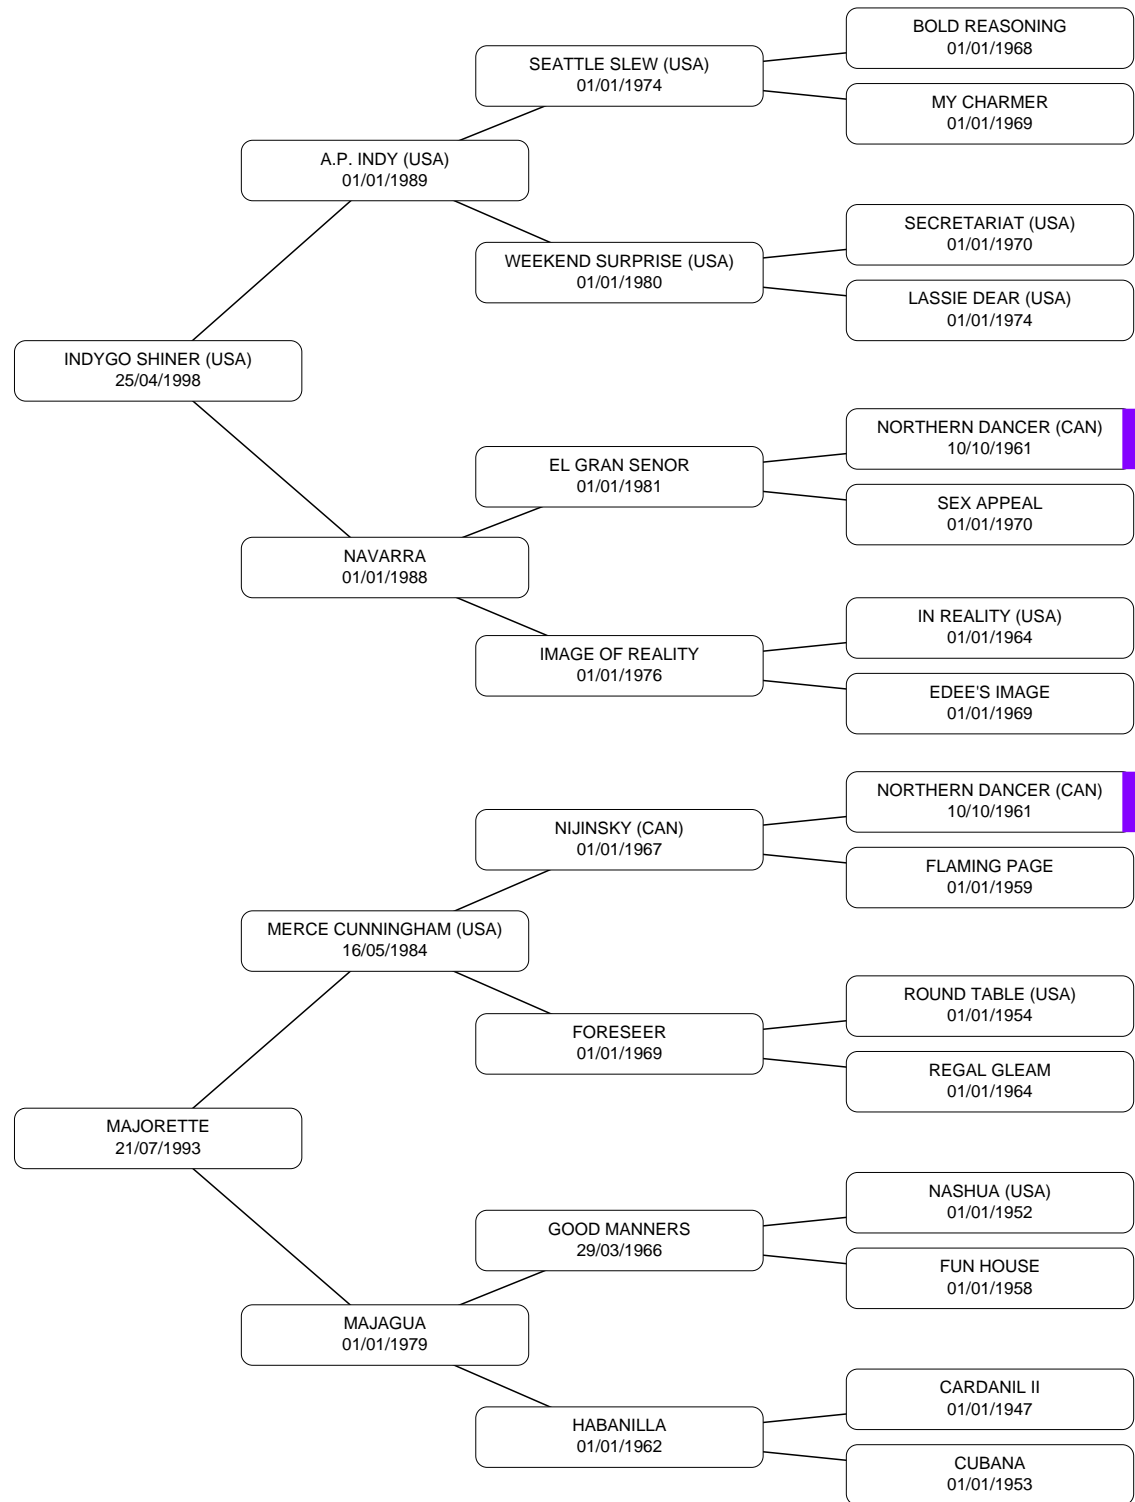 BOLD REASONING
01/01/1968
SEATTLE SLEW (USA)
01/01/1974
MY CHARMER
01/01/1969
A.P. INDY (USA)
01/01/1989
SECRETARIAT (USA)
01/01/1970
WEEKEND SURPRISE (USA)
01/01/1980
LASSIE DEAR (USA)
01/01/1974
INDYGO SHINER (USA)
25/04/1998
NORTHERN DANCER (CAN)
10/10/1961
EL GRAN SENOR
01/01/1981
SEX APPEAL
01/01/1970
NAVARRA
01/01/1988
IN REALITY (USA)
01/01/1964
IMAGE OF REALITY
01/01/1976
EDEE'S IMAGE
01/01/1969
NORTHERN DANCER (CAN)
10/10/1961
NIJINSKY (CAN)
01/01/1967
FLAMING PAGE
01/01/1959
MERCE CUNNINGHAM (USA)
16/05/1984
ROUND TABLE (USA)
01/01/1954
FORESEER
01/01/1969
REGAL GLEAM
01/01/1964
MAJORETTE
21/07/1993
NASHUA (USA)
01/01/1952
GOOD MANNERS
29/03/1966
FUN HOUSE
01/01/1958
MAJAGUA
01/01/1979
CARDANIL II
01/01/1947
HABANILLA
01/01/1962
CUBANA
01/01/1953